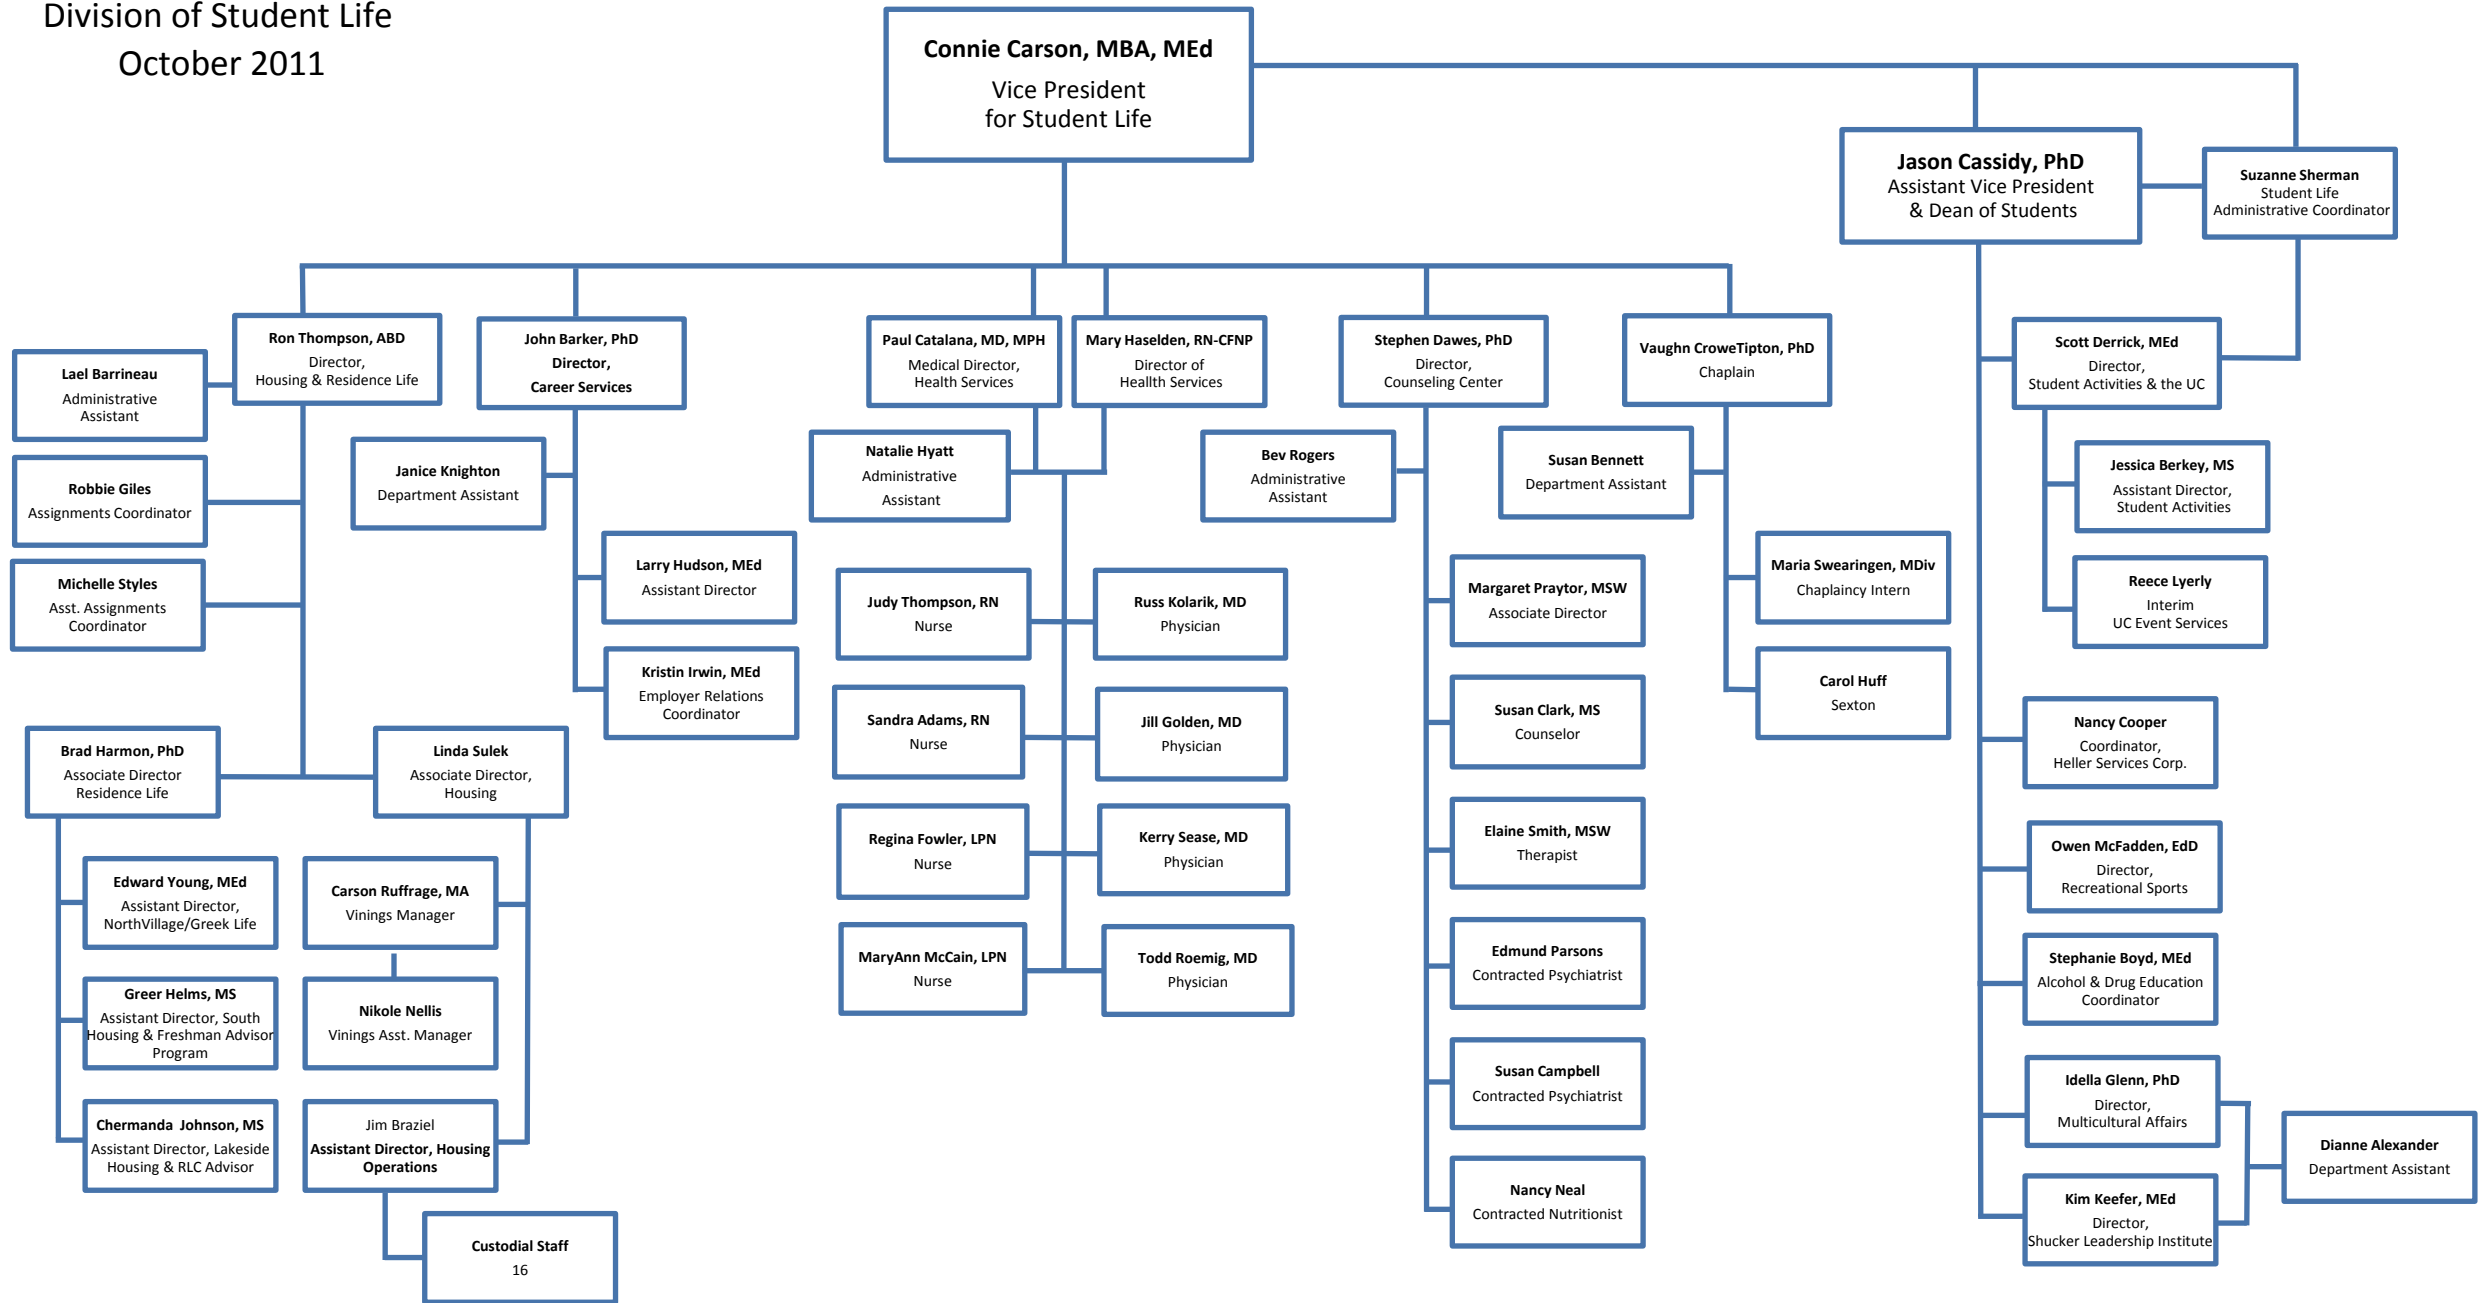 Division of Student Life
October 2011
Connie Carson, MBA, MEd
Vice President
for Student Life
Jason Cassidy, PhD
Assistant Vice President
& Dean of Students
Suzanne Sherman
Student Life
Administrative Coordinator
Ron Thompson, ABD
Director,
Housing & Residence Life
Lael Barrineau
Administrative
Assistant
Robbie Giles
Assignments Coordinator
Michelle Styles
Asst. Assignments
Coordinator
Brad Harmon, PhD
Associate Director
Residence Life
Edward Young, MEd
Assistant Director,
NorthVillage/Greek Life
Greer Helms, MS
Assistant Director, South
Housing & Freshman Advisor
Program
Chermanda Johnson, MS
Assistant Director, Lakeside
Housing & RLC Advisor
Linda Sulek
Associate Director,
Housing
Carson Ruffrage, MA
Vinings Manager
Nikole Nellis
Vinings Asst. Manager
Jim Braziel
Assistant Director, Housing
Operations
Custodial Staff
16
John Barker, PhD
Director,
Career Services
Janice Knighton
Department Assistant
Larry Hudson, MEd
Assistant Director
Kristin Irwin, MEd
Employer Relations
Coordinator
Paul Catalana, MD, MPH
Medical Director,
Health Services
Mary Haselden, RN-CFNP
Director of
Heallth Services
Natalie Hyatt
Administrative
Assistant
Judy Thompson, RN
Nurse
Russ Kolarik, MD
Physician
Sandra Adams, RN
Nurse
Jill Golden, MD
Physician
Regina Fowler, LPN
Nurse
Kerry Sease, MD
Physician
MaryAnn McCain, LPN
Nurse
Todd Roemig, MD
Physician
Stephen Dawes, PhD
Director,
Counseling Center
Bev Rogers
Administrative
Assistant
Margaret Praytor, MSW
Associate Director
Susan Clark, MS
Counselor
Elaine Smith, MSW
Therapist
Edmund Parsons
Contracted Psychiatrist
Susan Campbell
Contracted Psychiatrist
Nancy Neal
Contracted Nutritionist
Vaughn CroweTipton, PhD
Chaplain
Susan Bennett
Department Assistant
Maria Swearingen, MDiv
Chaplaincy Intern
Carol Huff
Sexton
Scott Derrick, MEd
Director,
Student Activities & the UC
Jessica Berkey, MS
Assistant Director,
Student Activities
Reece Lyerly
Interim
UC Event Services
Nancy Cooper
Coordinator,
Heller Services Corp.
Owen McFadden, EdD
Director,
Recreational Sports
Stephanie Boyd, MEd
Alcohol & Drug Education
Coordinator
Idella Glenn, PhD
Director,
Multicultural Affairs
Kim Keefer, MEd
Director,
Shucker Leadership Institute
Dianne Alexander
Department Assistant